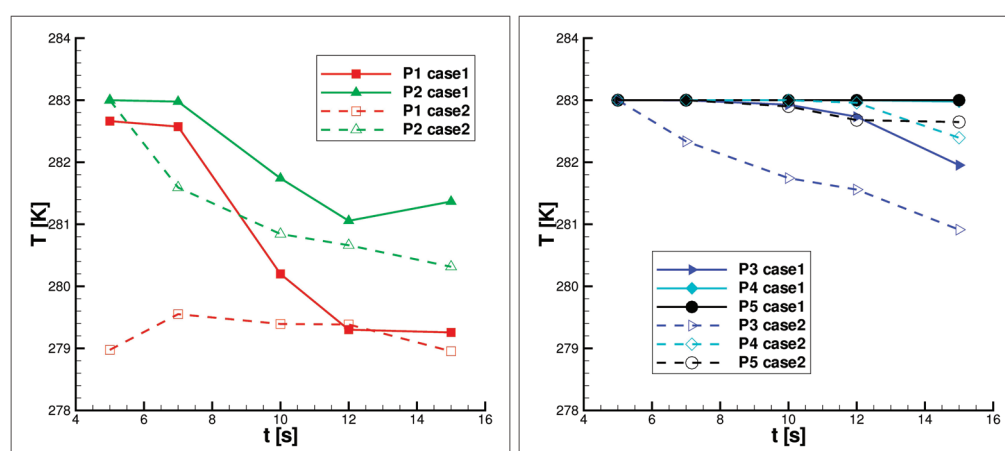 T [K]
284
283
282
281
280
279
278
4 6 8 10 12 14 16
t [s]
P1 case1
P2 case1
P1 case2
P2 case2
T [K]
284
283
282
281
280
279
278
4 6 8 10 12 14 16
t [s]
P3 case1
P4 case1
P5 case1
P3 case2
P4 case2
P5 case2